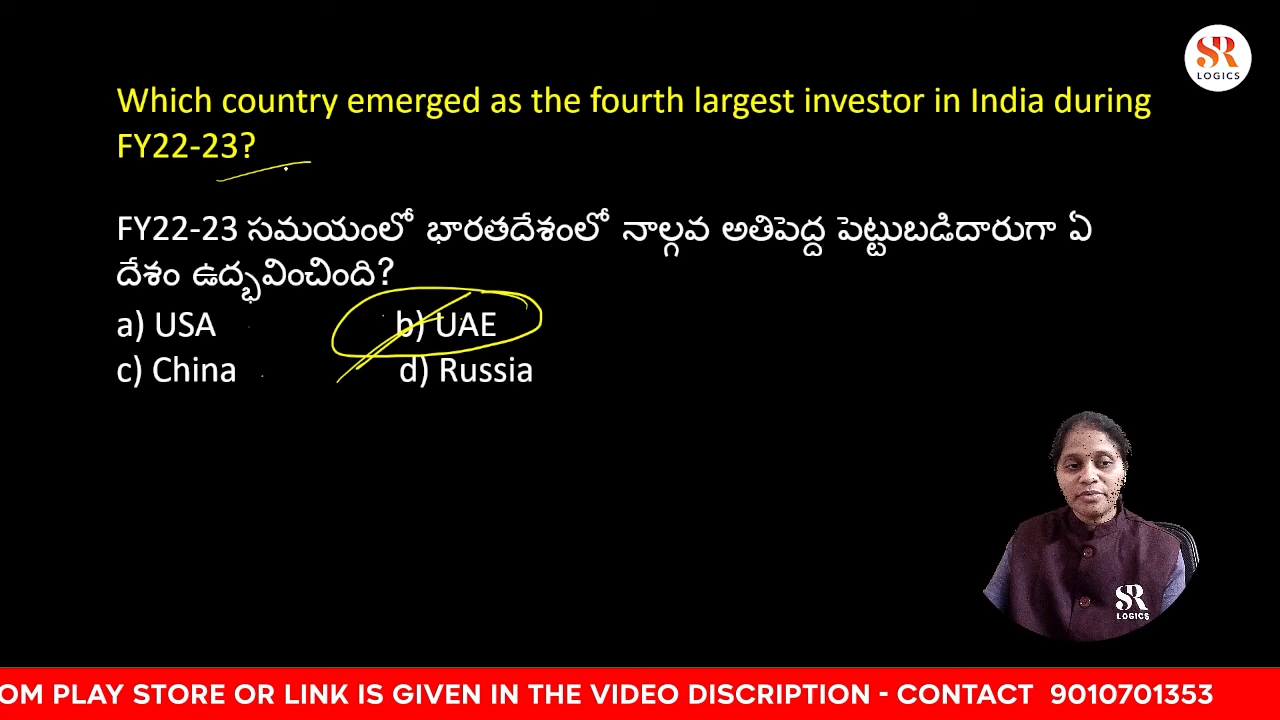 SR
LOGICS
Which country emerged as the fourth largest investor in India during
FY22-23?
FY22-23 సమయంలో భారతదేశంలో నాల్గవ అతిపెద్ద పెట్టుబడిదారుగా ఏ
దేశం ఉద్భవించింది?
a) USA b) UAE
c) China d) Russia
SR
LOGICS
OM PLAY STORE OR LINK IS GIVEN IN THE VIDEO DISCRIPTION - CONTACT 9010701353